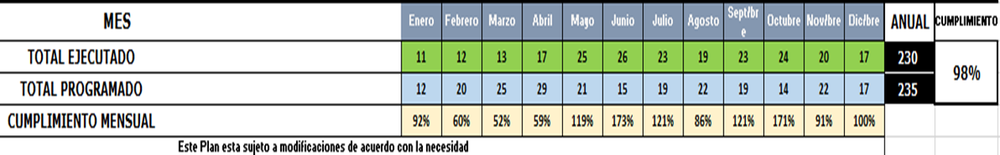 MES Enero Febrero Marzo Abril Mayo Junio Julio Agosto Sept/bre Octubre Nov/bre Dic/bre ANUAL CUMPLIMIENTO
TOTAL EJECUTADO 11 12 13 17 25 26 23 19 23 24 20 17 230
98%
TOTAL PROGRAMADO 12 20 25 29 21 15 19 22 19 14 22 17 235
CUMPLIMIENTO MENSUAL 92% 60% 52% 59% 119% 173% 121% 86% 121% 171% 91% 100%
Este Plan esta sujeto a modificaciones de acuerdo con la necesidad